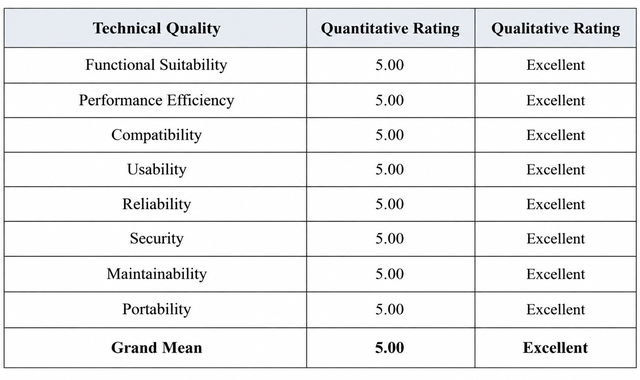 Technical Quality Quantitative Rating Qualitative Rating
Functional Suitability 5.00 Excellent
Performance Efficiency 5.00 Excellent
Compatibility 5.00 Excellent
Usability 5.00 Excellent
Reliability 5.00 Excellent
Security 5.00 Excellent
Maintainability 5.00 Excellent
Portability 5.00 Excellent
Grand Mean 5.00 Excellent